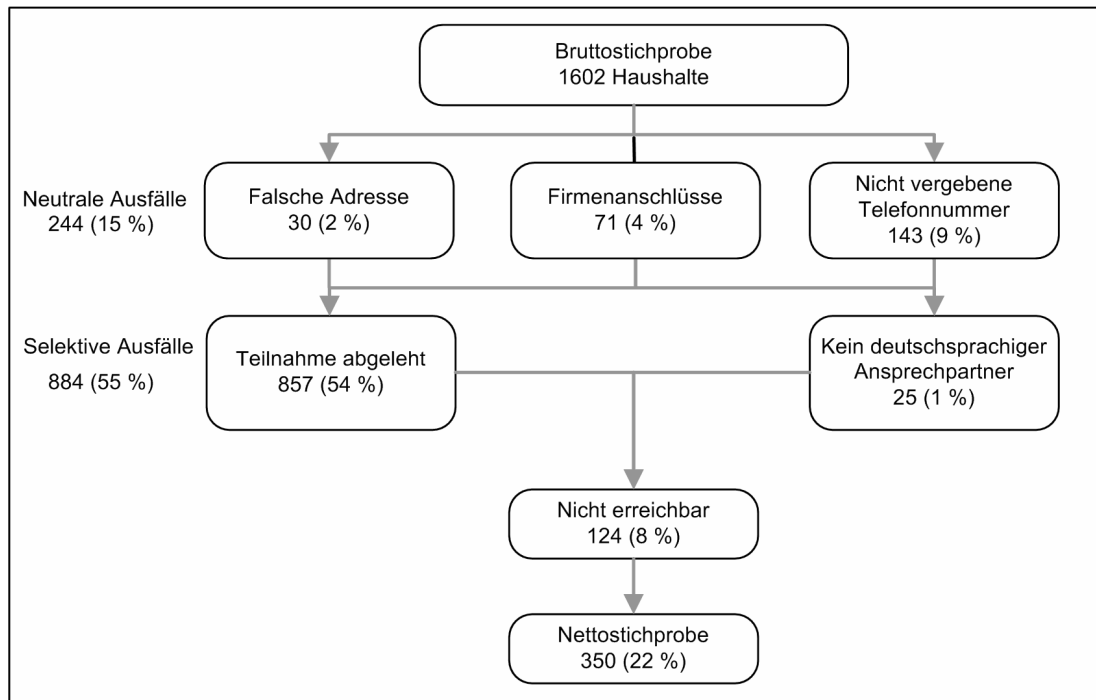 Bruttostichprobe
1602 Haushalte
Neutrale Ausfälle
244 (15 %)
Falsche Adresse
30 (2 %)
Firmenanschlüsse
71 (4 %)
Nicht vergebene
Telefonnummer
143 (9 %)
Selektive Ausfälle
884 (55 %)
Teilnahme abgeleht
857 (54 %)
Kein deutschsprachiger
Ansprechpartner
25 (1 %)
Nicht erreichbar
124 (8 %)
Nettostichprobe
350 (22 %)